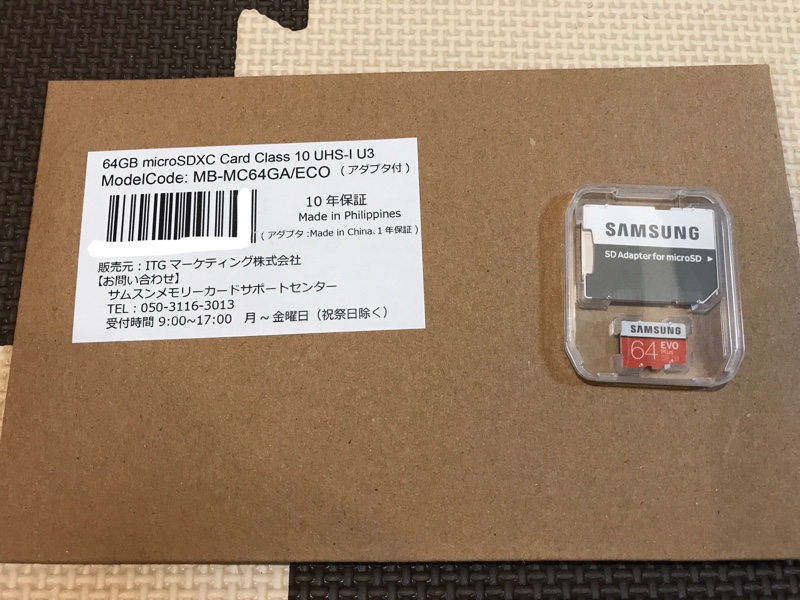 64GB microSDXC Card Class 10 UHS-I U3
ModelCode: MB-MC64GA/ECO (アダプタ付)
10年保証
Made in Philippines
(アダプタ:Made in China、1年保証)
販売元:ITG マーケティング株式会社
【お問い合わせ】
サムスンメモリーカードサポートセンター
TEL:050-3116-3013
受付時間 9:00~17:00 月~金曜日(祝祭日除く)
SAMSUNG
SD Adapter for microSD ▶
SAMSUNG
64 EVO
Plus